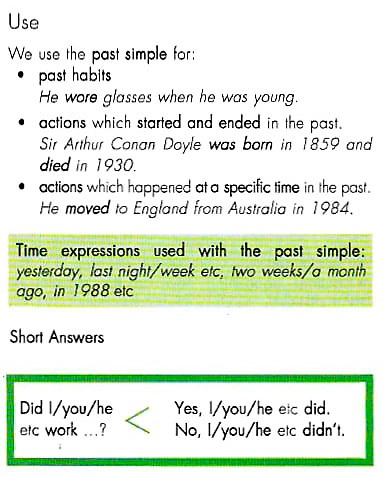 Use
We use the past simple for:
• past habits
He wore glasses when he was young.
• actions which started and ended in the past.
Sir Arthur Conan Doyle was born in 1859 and
died in 1930.
• actions which happened at a specific time in the past.
He moved to England from Australia in 1984.
Time expressions used with the past simple:
yesterday, last night/week etc, two weeks/a month
ago, in 1988 etc
Short Answers
Did I/you/he < Yes, I/you/he etc did.
etc work ...? No, I/you/he etc didn't.